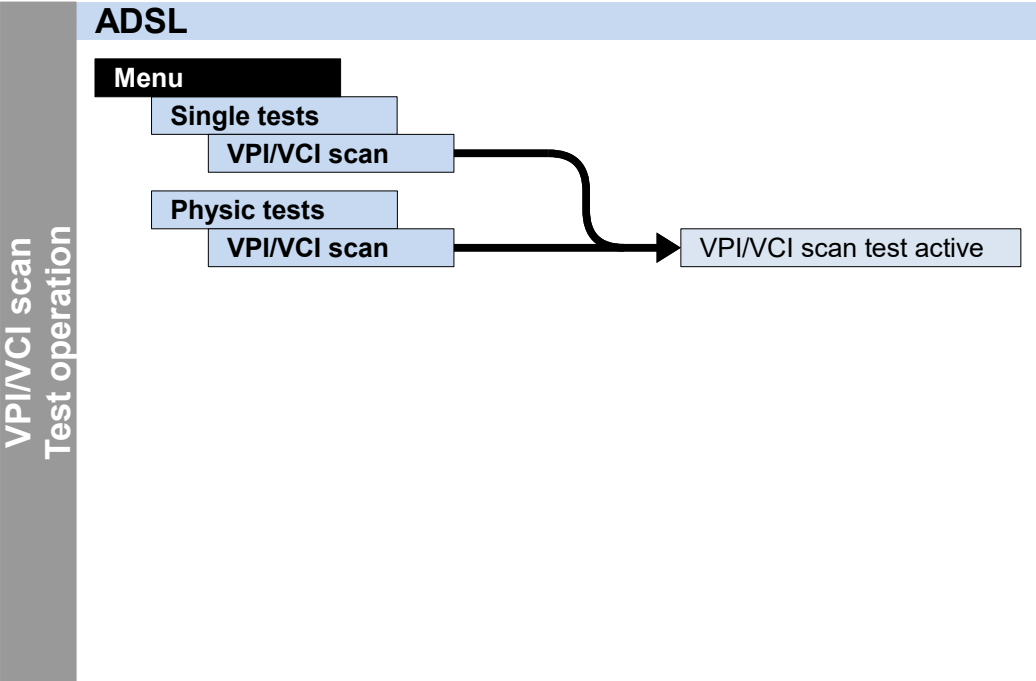 ADSL
Menu
Single tests
VPI/VCI scan
Physic tests
VPI/VCI scan
VPI/VCI scan test active
VPI/VCI scan
Test operation